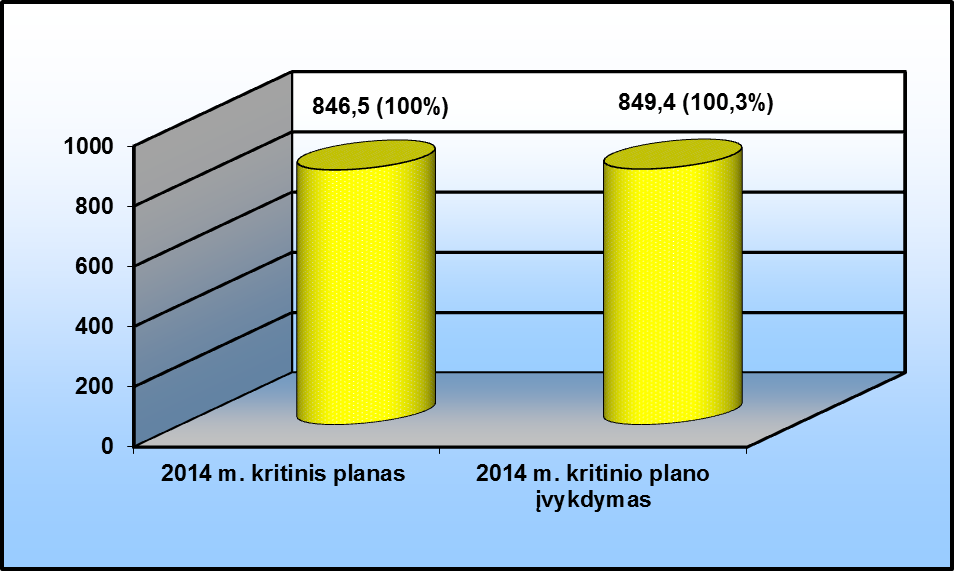 846,5 (100%)
849,4 (100,3%)
1000
800
600
400
200
0
2014 m. kritinis planas
2014 m. kritinio plano
įvykdymas